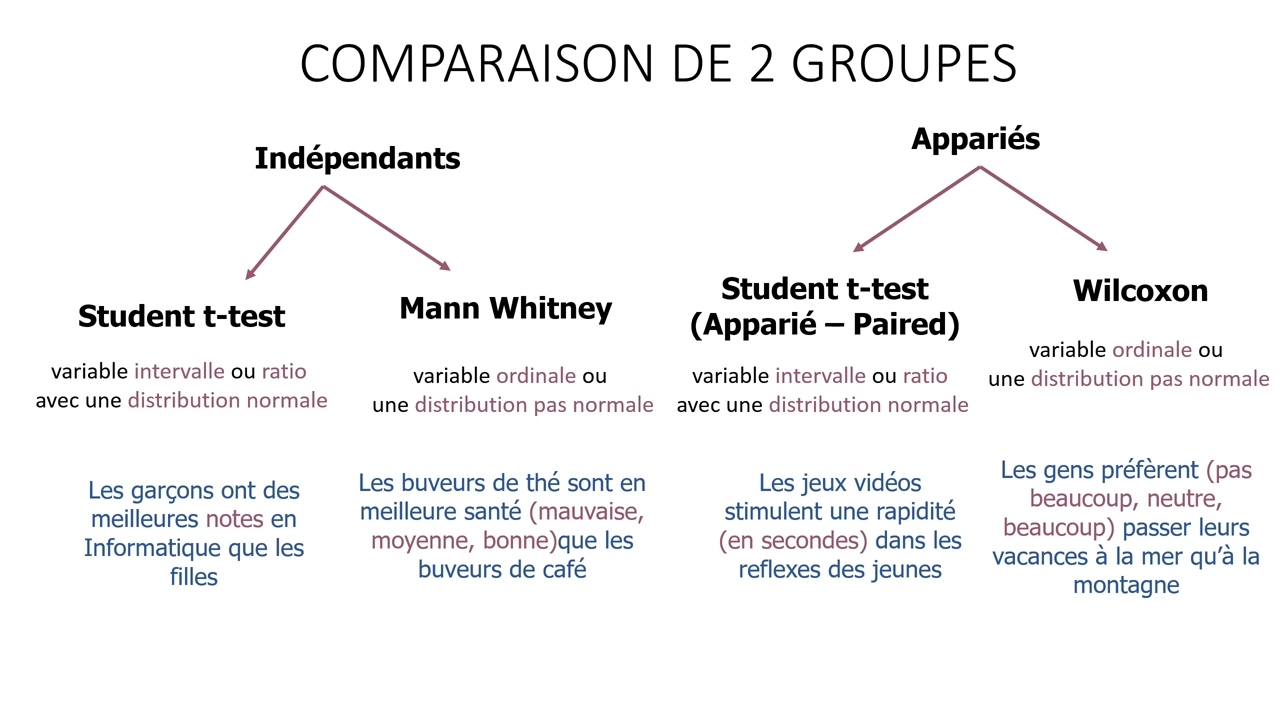 COMPARAISON DE 2 GROUPES
Indépendants
Student t-test
variable intervalle ou ratio
avec une distribution normale
Les garçons ont des
meilleures notes en
Informatique que les
filles
Mann Whitney
variable ordinale ou
une distribution pas normale
Les buveurs de thé sont en
meilleure santé (mauvaise,
moyenne, bonne)que les
buveurs de café
Appariés
Student t-test
(Apparié – Paired)
variable intervalle ou ratio
avec une distribution normale
Les jeux vidéos
stimulent une rapidité
(en secondes) dans les
reflexes des jeunes
Wilcoxon
variable ordinale ou
une distribution pas normale
Les gens préfèrent (pas
beaucoup, neutre,
beaucoup) passer leurs
vacances à la mer qu’à la
montagne